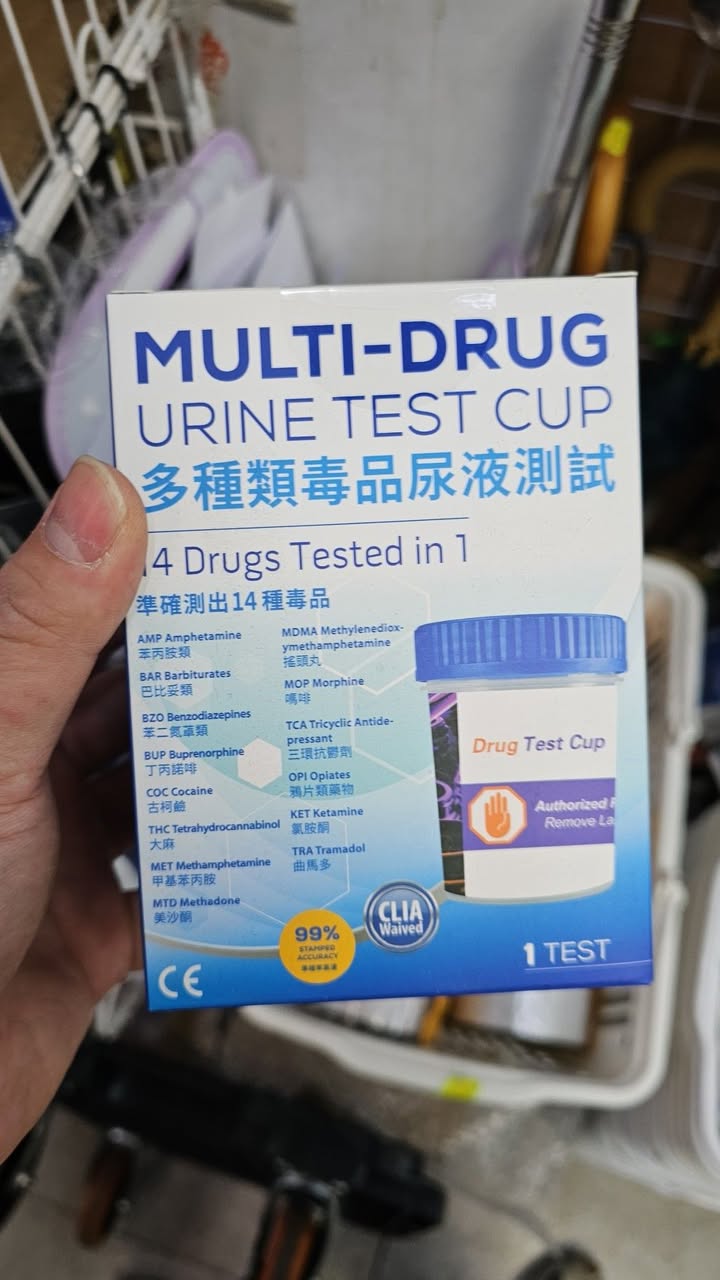 MULTI-DRUG
URINE TEST CUP
多種類毒品尿液測試
14 Drugs Tested in 1
準確測出14種毒品
AMP Amphetamine
苯丙胺類
BAR Barbiturates
巴比妥類
BZO Benzodiazepines
苯二氮䓬類
BUP Buprenorphine
丁丙諾啡
COC Cocaine
古柯鹼
THC Tetrahydrocannabinol
大麻
MET Methamphetamine
甲基苯丙胺
MTD Methadone
美沙酮
MDMA Methylenediox-
ymethamphetamine
搖頭丸
MOP Morphine
嗎啡
TCA Tricyclic Antide-
pressant
三環抗鬱劑
OPI Opiates
鴉片類藥物
KET Ketamine
氯胺酮
TRA Tramadol
曲馬多
Drug Test Cup
Authorized
Remove
99%
STAMPED
ACCURACY
CLIA
Waived
1 TEST
CE